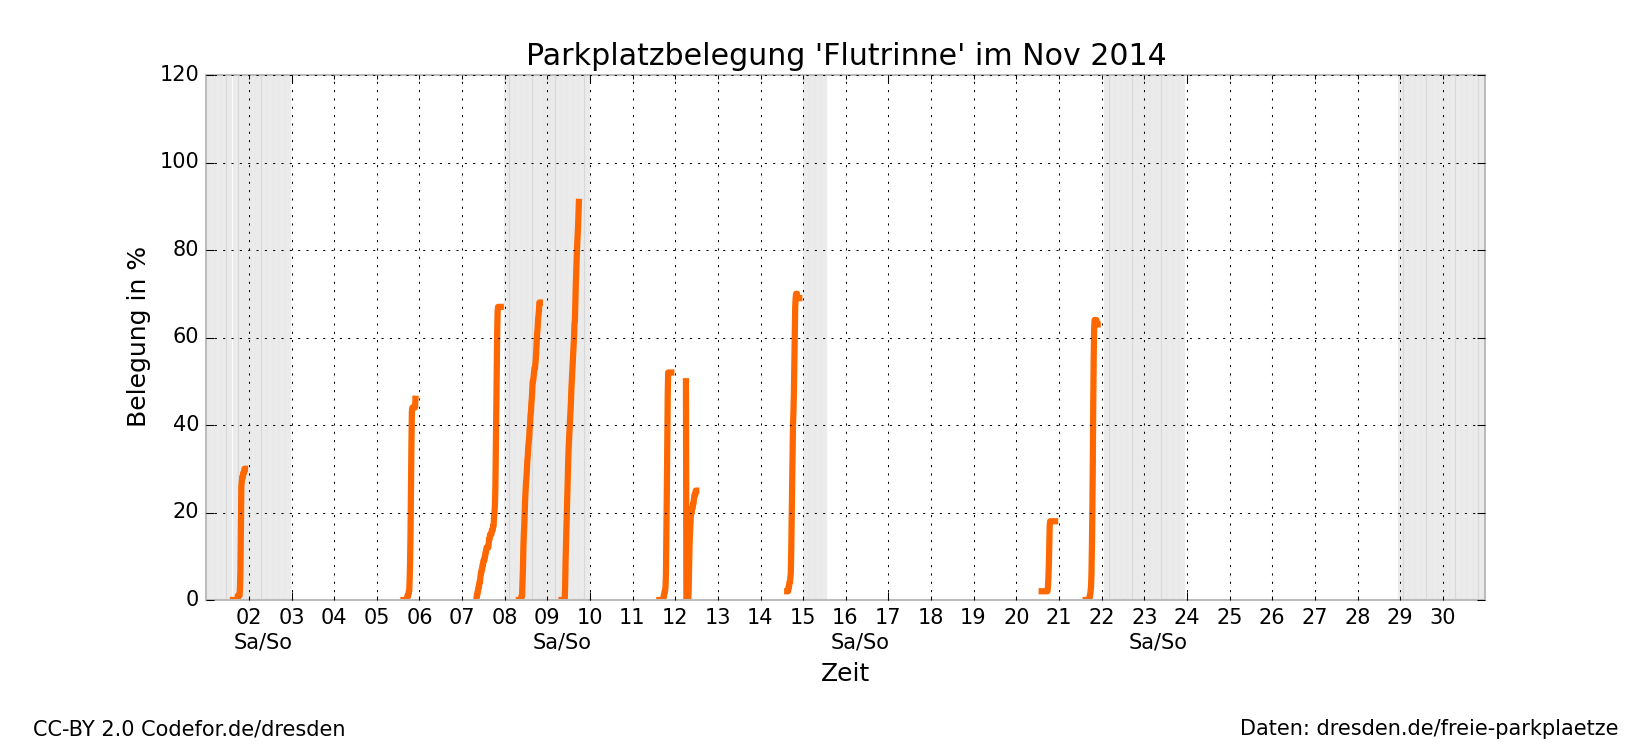 Parkplatzbelegung 'Flutrinne' im Nov 2014
120
100
80
60
40
20
0
Belegung in %
02 03 04 05 06 07 08 09 10 11 12 13 14 15 16 17 18 19 20 21 22 23 24 25 26 27 28 29 30
Sa/So Sa/So Sa/So Sa/So
Zeit
CC-BY 2.0 Codefor.de/dresden
Daten: dresden.de/freie-parkplaetze